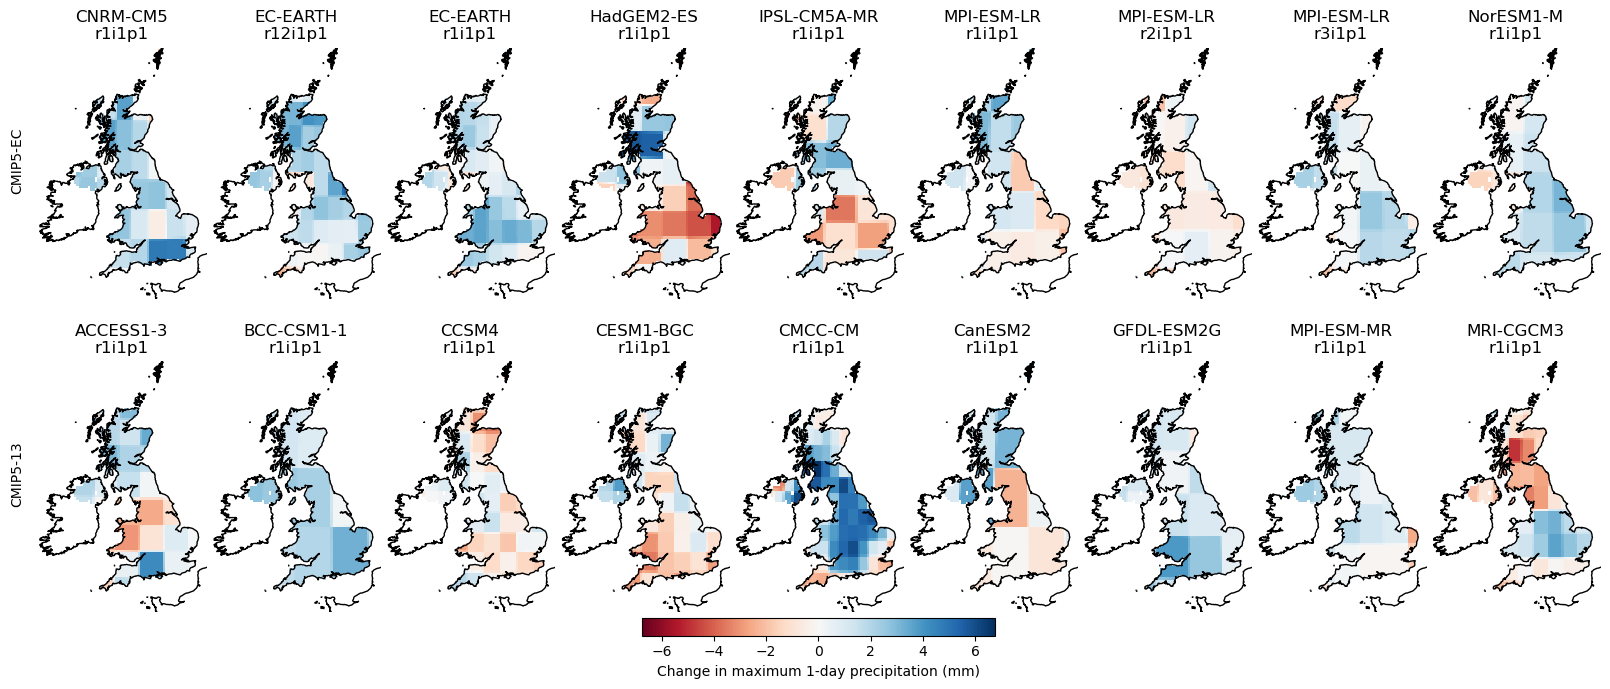 CNRM-CM5
r1i1p1
EC-EARTH
r12i1p1
EC-EARTH
r1i1p1
HadGEM2-ES
r1i1p1
IPSL-CM5A-MR
r1i1p1
MPI-ESM-LR
r1i1p1
MPI-ESM-LR
r2i1p1
MPI-ESM-LR
r3i1p1
NorESM1-M
r1i1p1
CMIP5-EC
ACCESS1-3
r1i1p1
BCC-CSM1-1
r1i1p1
CCSM4
r1i1p1
CESM1-BGC
r1i1p1
CMCC-CM
r1i1p1
CanESM2
r1i1p1
GFDL-ESM2G
r1i1p1
MPI-ESM-MR
r1i1p1
MRI-CGCM3
r1i1p1
CMIP5-13
−6 −4 −2 0 2 4 6
Change in maximum 1-day precipitation (mm)